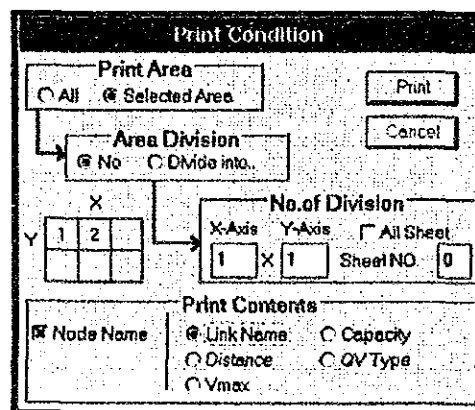 Print Condition
Print Area
All Selected Area
Print
Cancel
Area Division
No Divide into..
X
Y 1 2
No.of Division
X-Axis Y-Axis All Sheet
1 X 1 Sheet NO. 0
Print Contents
Node Name Link Name Capacity
Distance QV Type
Vmax